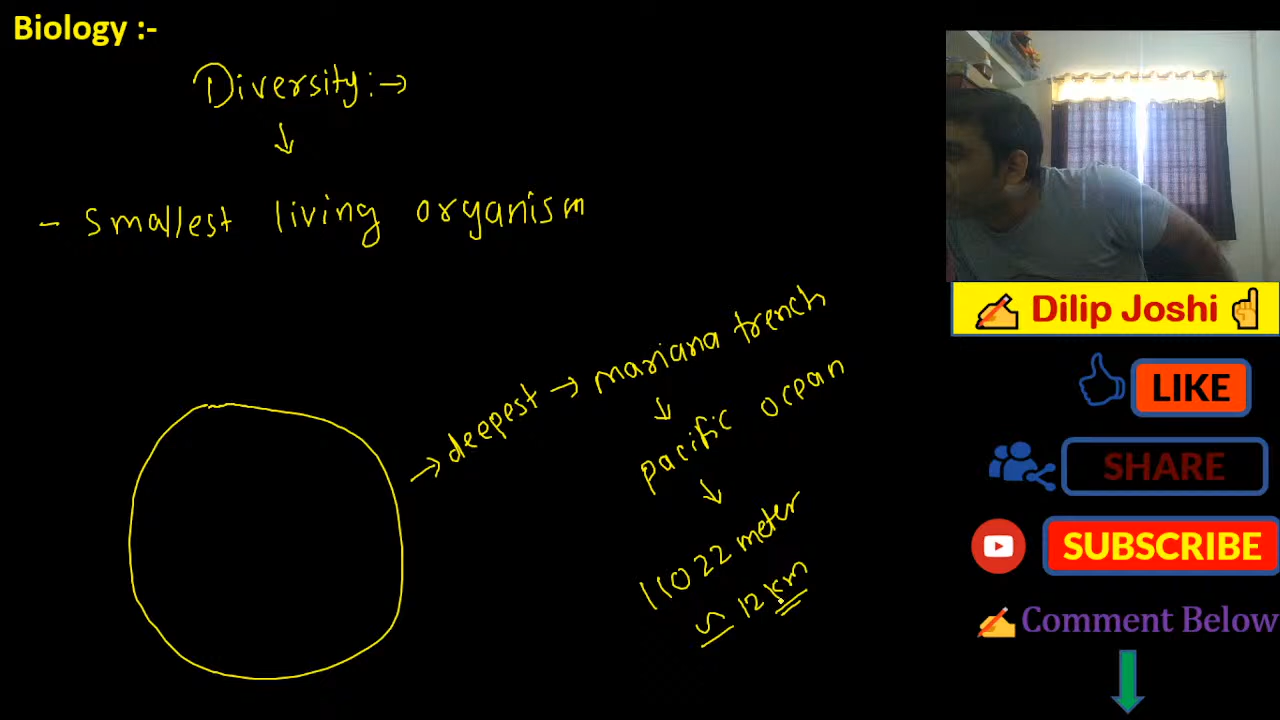 Biology :-
Diversity:→
↓
- Smallest living organism
→ deepest → mariana trench
↓
pacific ocean
↓
11022 meter
≈ 12 km
✍ Dilip Joshi ☝
LIKE
SHARE
SUBSCRIBE
✍ Comment Below